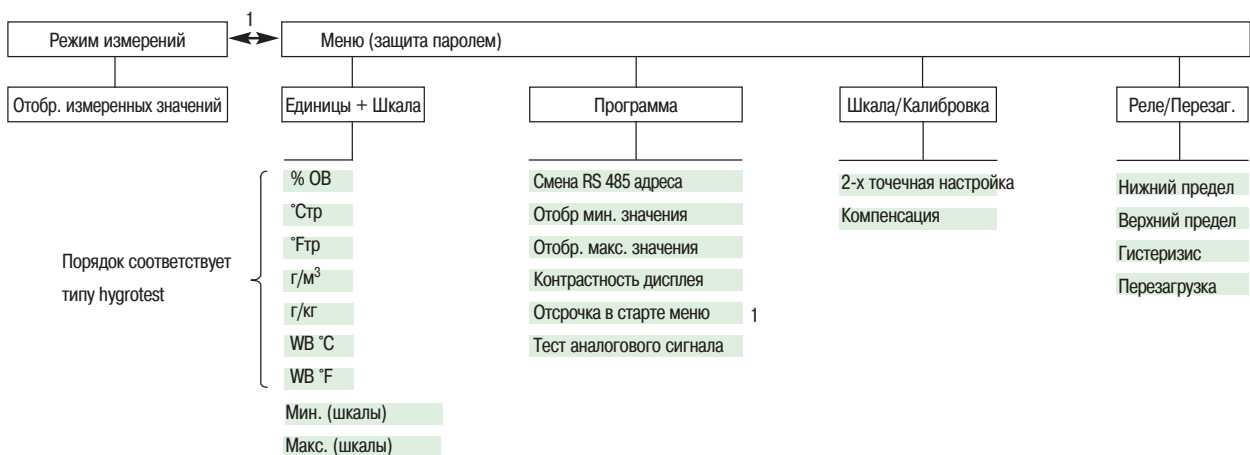 1
Режим измерений
Меню (защита паролем)
Отобр. измеренных значений
Единицы + Шкала
Программа
Шкала/Калибровка
Реле/Перезаг.
Порядок соответствует
типу hygrotest
% ОВ
°Cтр
°Fтр
г/м³
г/кг
WB °C
WB °F
Мин. (шкалы)
Макс. (шкалы)
Смена RS 485 адреса
Отобр мин. значения
Отобр. макс. значения
Контрастность дисплея
Отсрочка в старте меню
1
Тест аналогового сигнала
2-х точечная настройка
Компенсация
Нижний предел
Верхний предел
Гистеризис
Перезагрузка